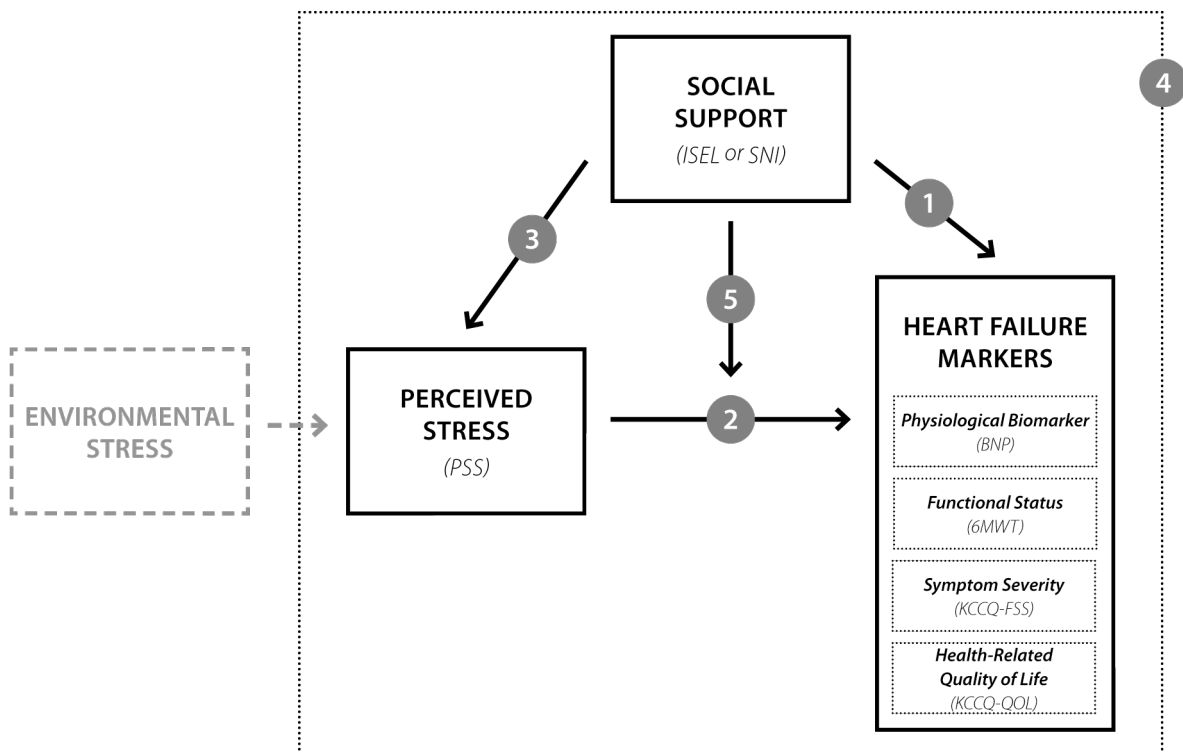 SOCIAL
SUPPORT
(ISEL or SNI)
4
1
3
5
HEART FAILURE
MARKERS
ENVIRONMENTAL
STRESS
PERCEIVED
STRESS
(PSS)
2
Physiological Biomarker
(BNP)
Functional Status
(6MWT)
Symptom Severity
(KCCQ-FSS)
Health-Related
Quality of Life
(KCCQ-QOL)